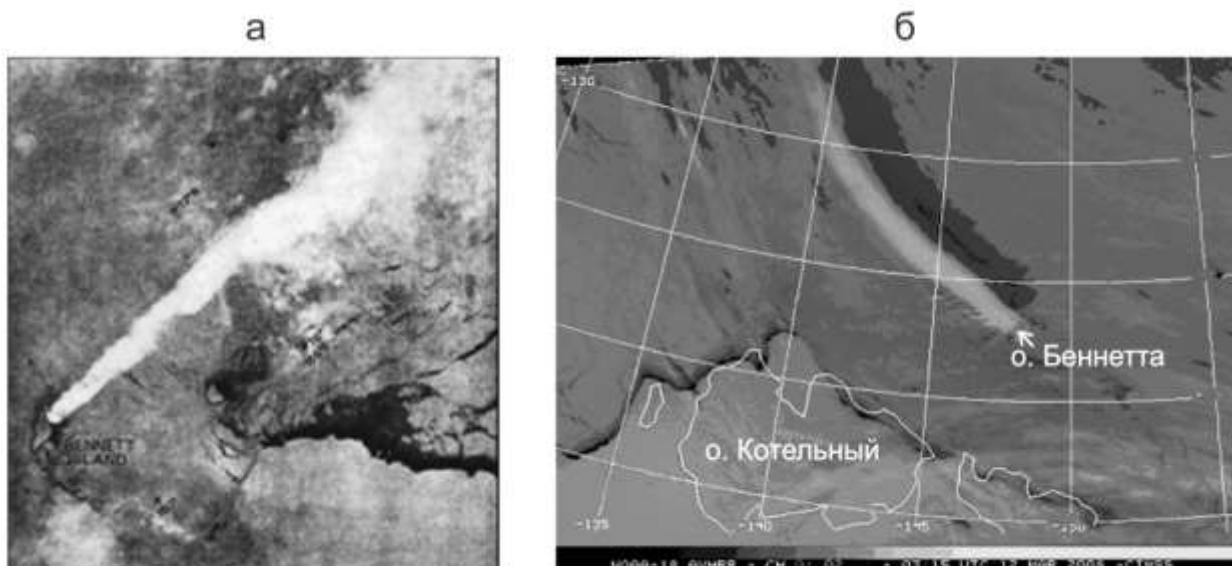 а
б
BENNETT
ISLAND
-130
о. Беннетта
о. Котельный
-135
-140
-145
-150